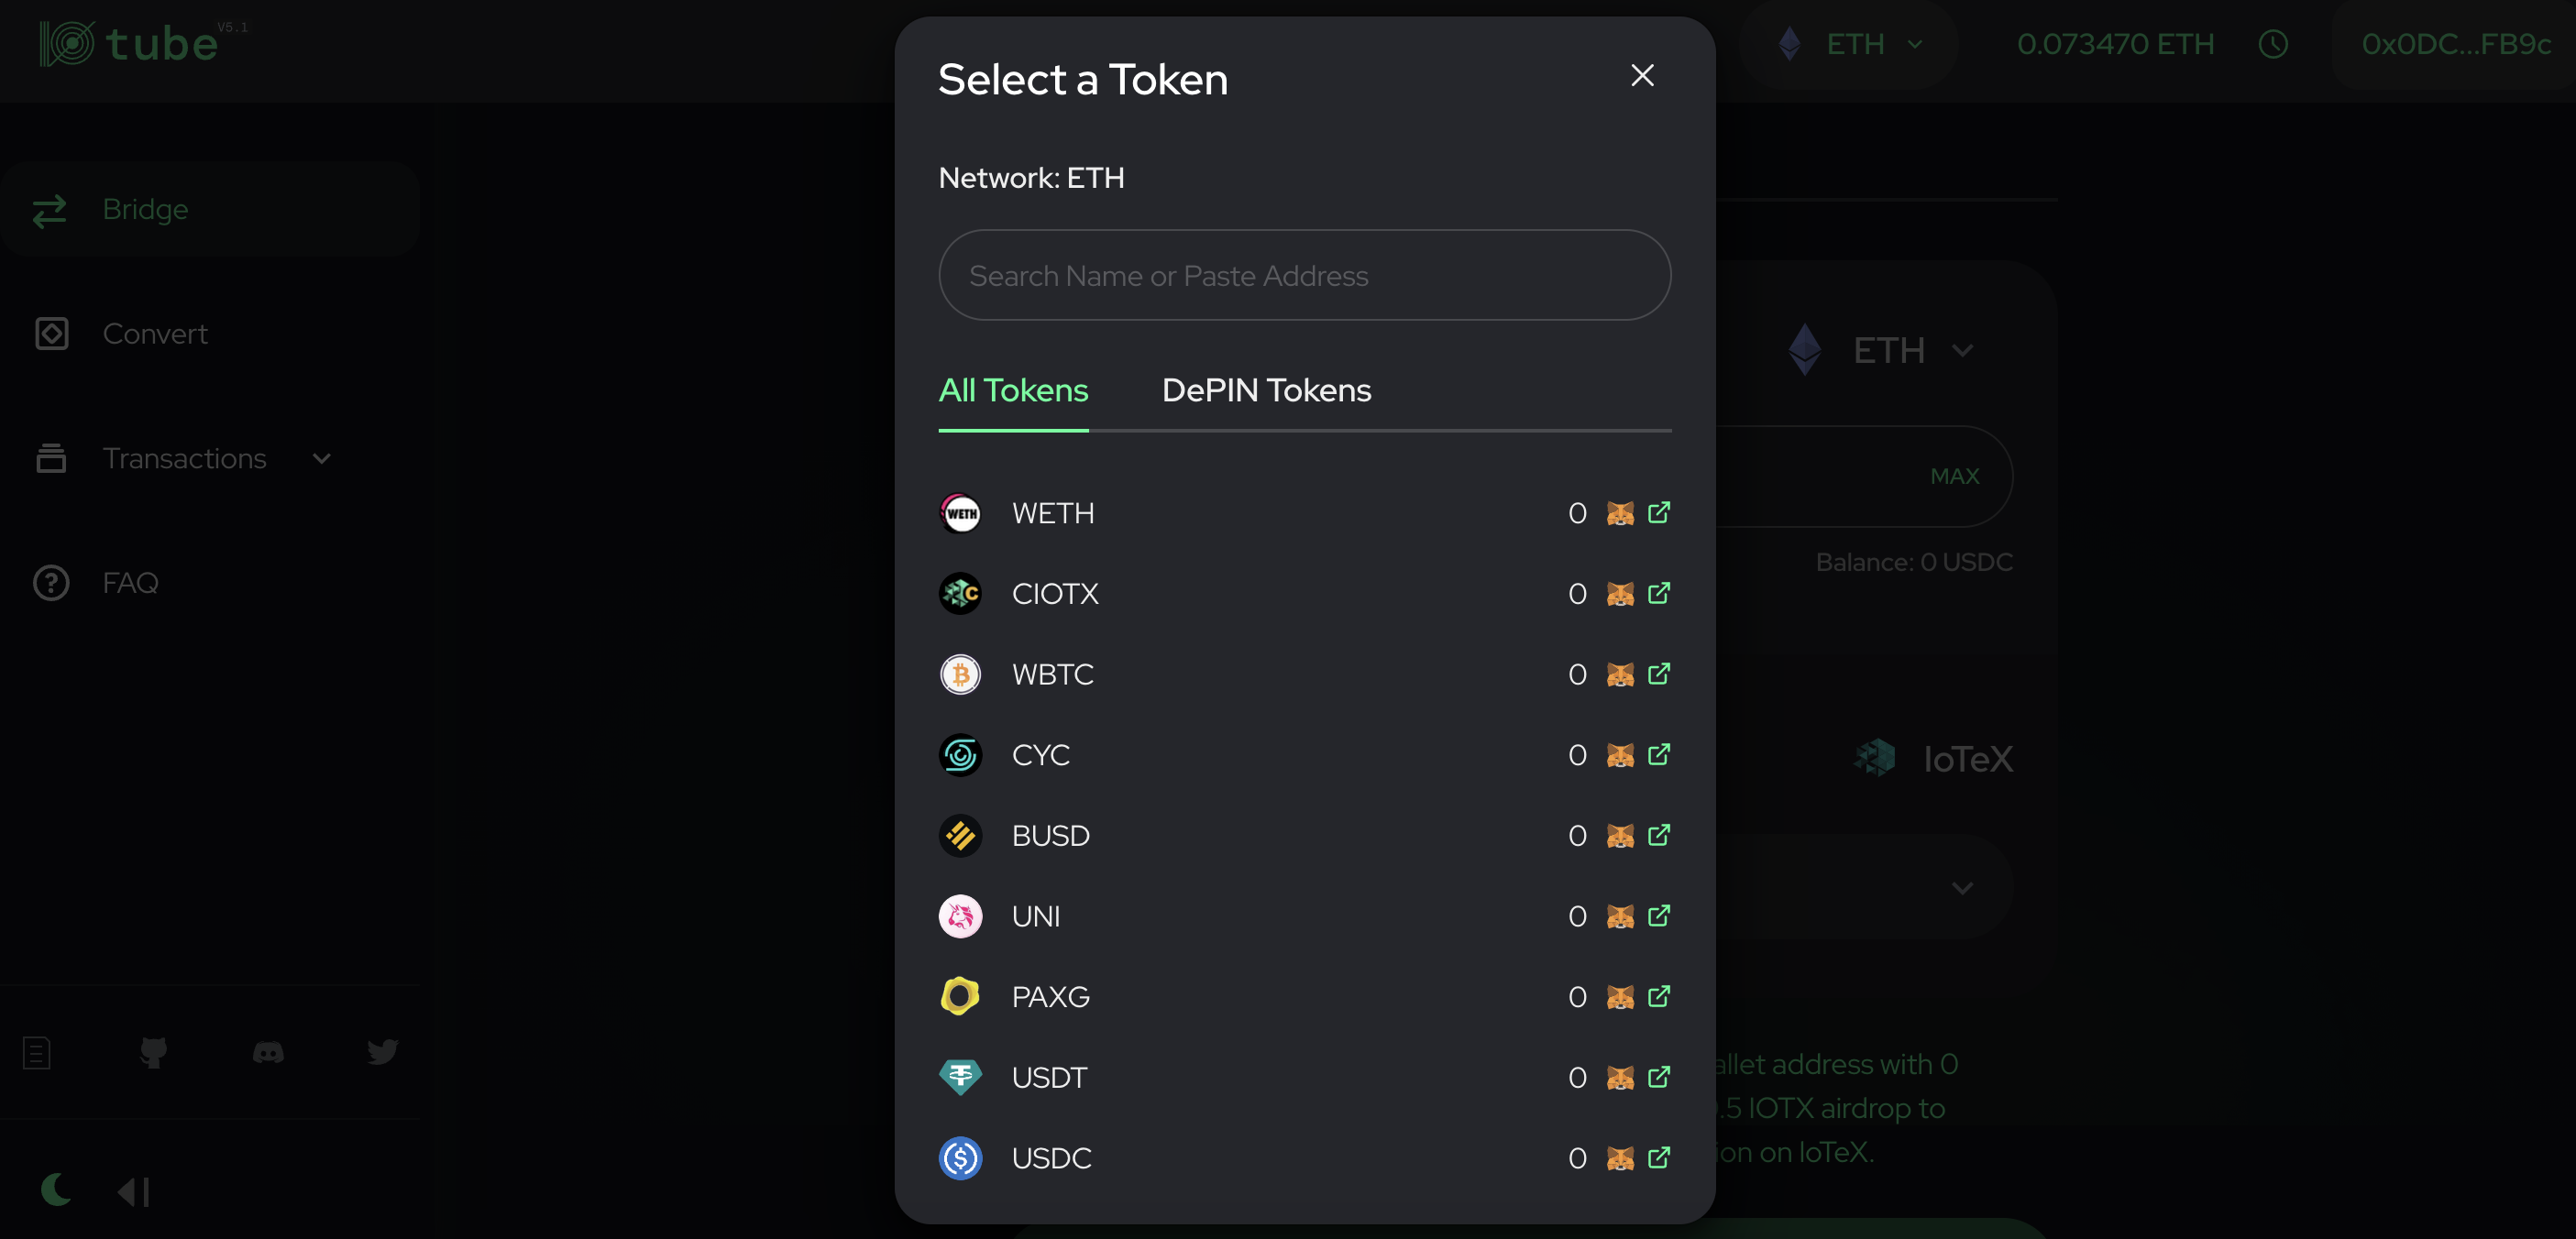 tube V5.1
ETH
0.073470 ETH
0x0DC...FB9c
Bridge
Convert
Transactions
FAQ
Select a Token
Network: ETH
Search Name or Paste Address
All Tokens DePIN Tokens
WETH 0
CIOTX 0
WBTC 0
CYC 0
BUSD 0
UNI 0
PAXG 0
USDT 0
USDC 0
ETH
MAX
Balance: 0 USDC
IoTeX
address with 0
.5 IOTX airdrop to
on IoTeX.